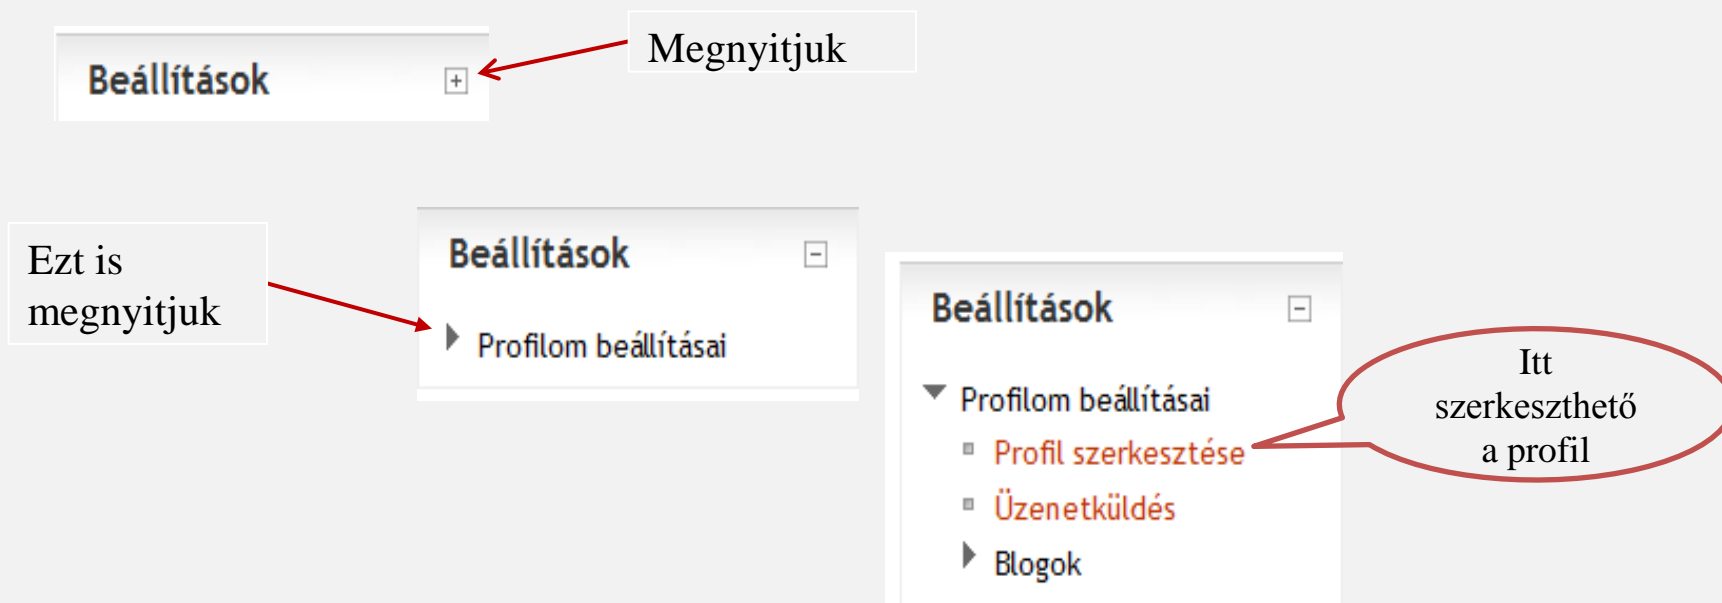 Beállítások
Megnyitjuk
Ezt is
megnyitjuk
Beállítások
Profilom beállításai
Beállítások
Profilom beállításai
Profil szerkesztése
Üzenetküldés
Blogok
Itt
szerkeszthető
a profil